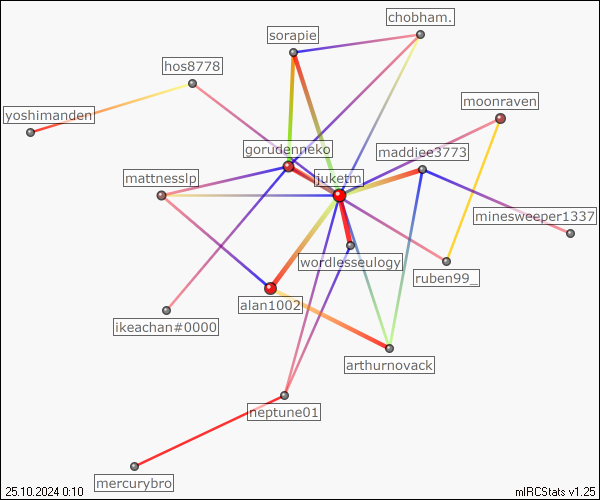 chobham.
sorapie
hos8778
moonraven
yoshimanden
gorudenneko
maddiee3773
mattnesslp
juketm
minesweeper1337
wordlesseulogy
ruben99_
alan1002
ikeachan#0000
arthurnovack
neptune01
mercurybro
25.10.2024 0:10
mIRCStats v1.25